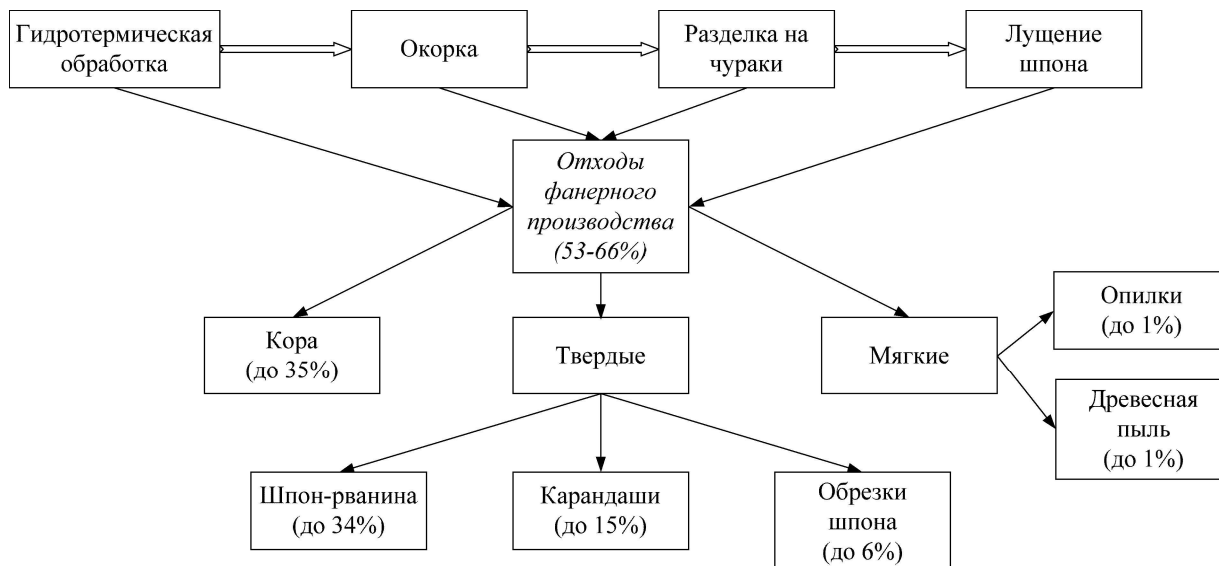 Гидротермическая
обработка
Окорка
Разделка на
чураки
Лущение
шпона
Отходы
фанерного
производства
(53-66%)
Кора
(до 35%)
Твердые
Мягкие
Опилки
(до 1%)
Древесная
пыль
(до 1%)
Шпон-рванина
(до 34%)
Карандаши
(до 15%)
Обрезки
шпона
(до 6%)